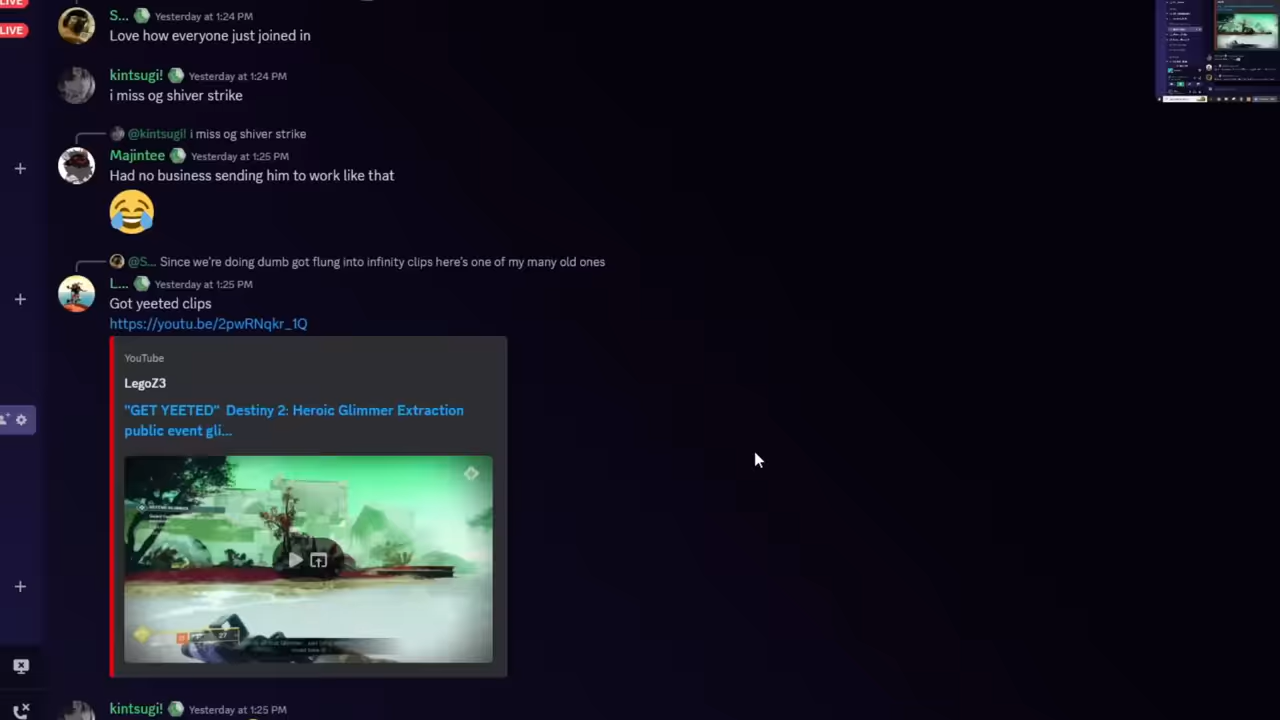 LIVE
S... Yesterday at 1:24 PM
Love how everyone just joined in
LIVE
kintsugi! Yesterday at 1:24 PM
i miss og shiver strike
@kintsugi! i miss og shiver strike
Majintee Yesterday at 1:25 PM
Had no business sending him to work like that
@S... Since we're doing dumb got flung into infinity clips here's one of my many old ones
L... Yesterday at 1:25 PM
Got yeeted clips
https://youtu.be/2pwRNqkr_1Q
YouTube
LegoZ3
"GET YEETED" Destiny 2: Heroic Glimmer Extraction
public event gli...
27
kintsugi! Yesterday at 1:25 PM